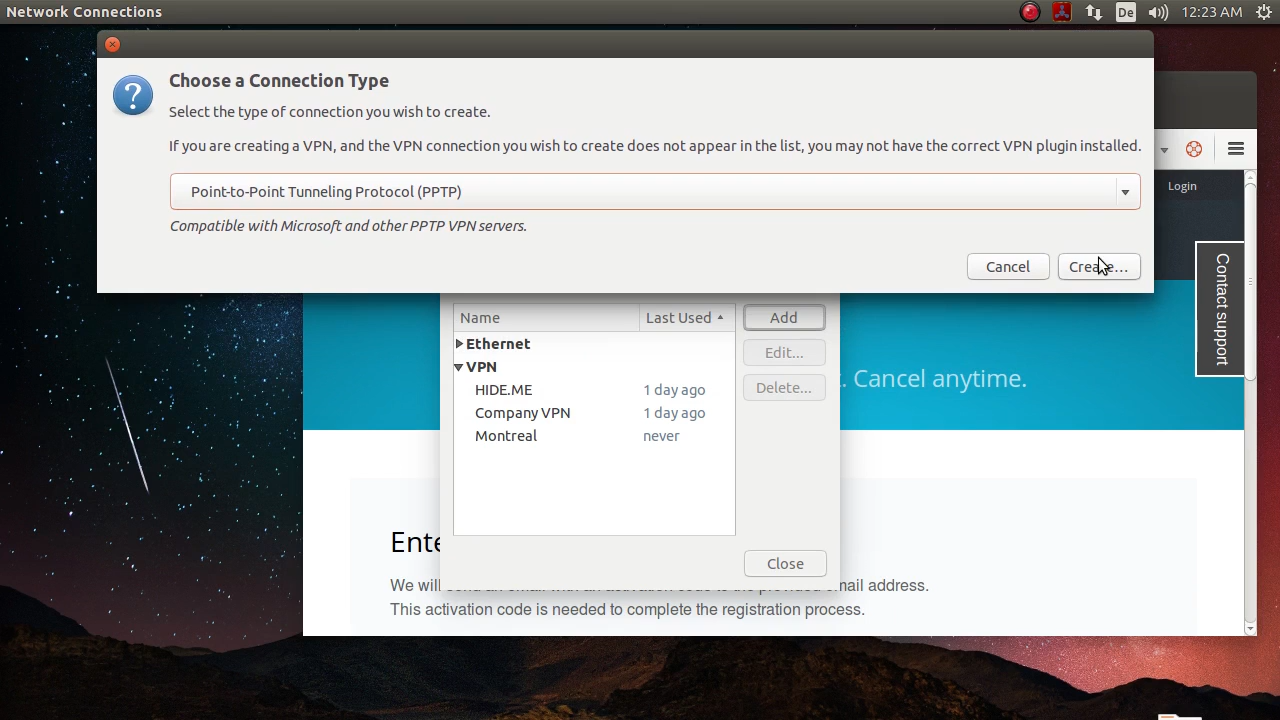 Network Connections
De
12:23 AM
Choose a Connection Type
Select the type of connection you wish to create.
If you are creating a VPN, and the VPN connection you wish to create does not appear in the list, you may not have the correct VPN plugin installed.
Point-to-Point Tunneling Protocol (PPTP)
Compatible with Microsoft and other PPTP VPN servers.
Cancel
Login
Contact support
Name
Last Used
Add
Ethernet
Edit...
VPN
HIDE.ME
1 day ago
Delete...
Company VPN
1 day ago
Montreal
never
Cancel anytime.
Close
We will email address.
This activation code is needed to complete the registration process.